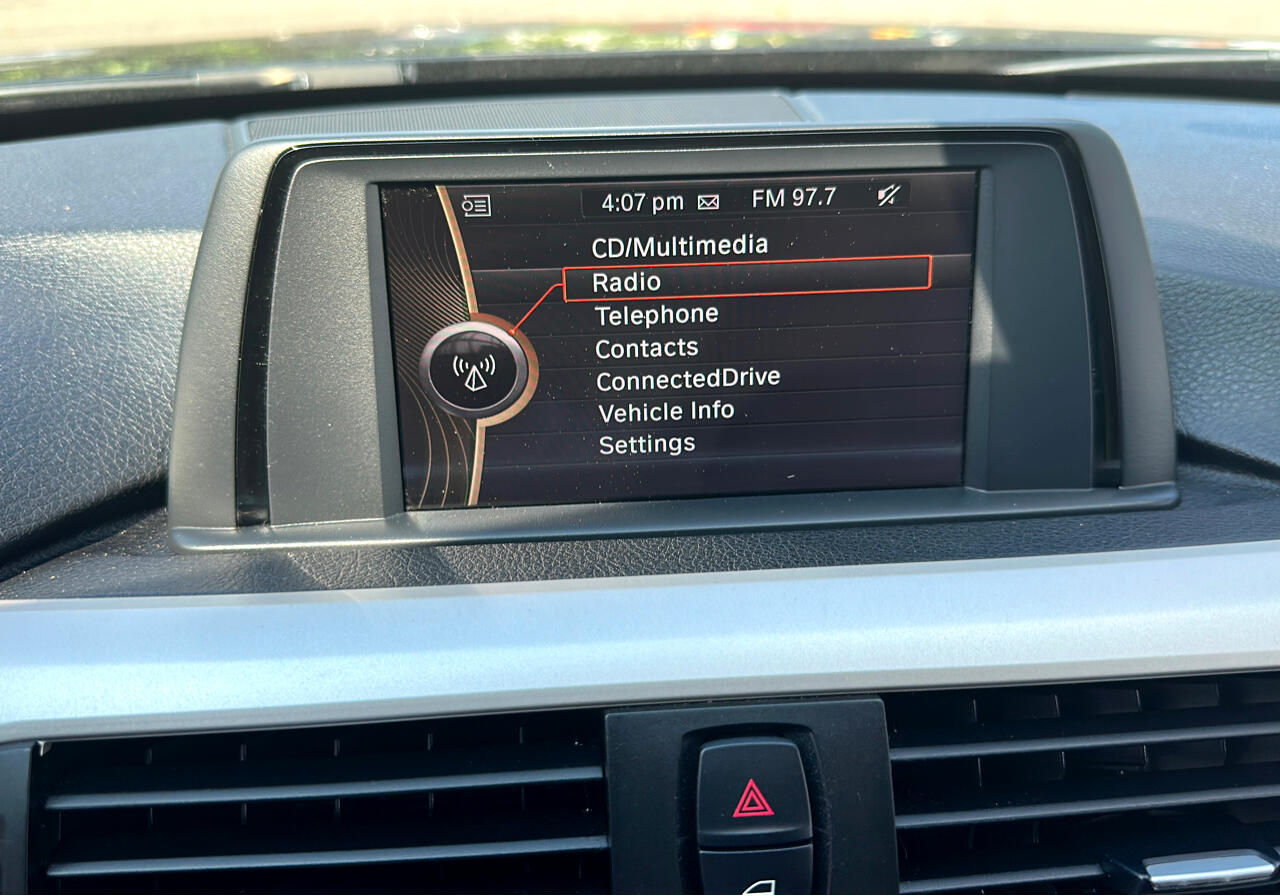 4:07 pm FM 97.7
CD/Multimedia
Radio
Telephone
Contacts
ConnectedDrive
Vehicle Info
Settings